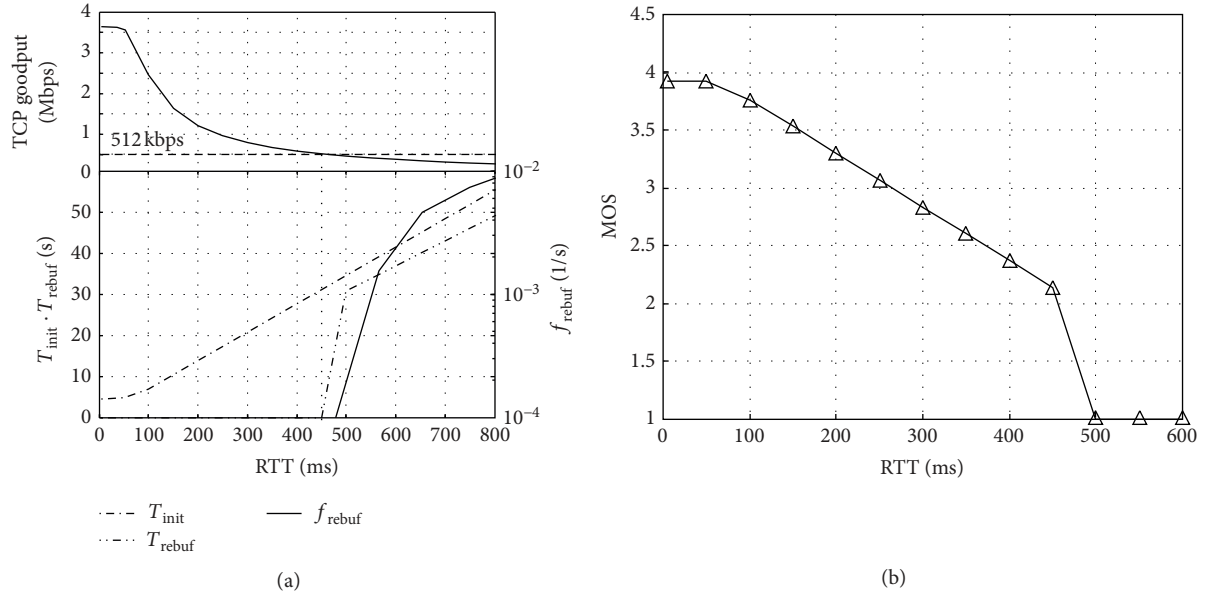 TCP goodput
(Mbps)
4
3
2
1
0
512 kbps
T_init · T_rebuf (s)
50
40
30
20
10
0
10^−2
10^−3
10^−4
f_rebuf (1/s)
0 100 200 300 400 500 600 700 800
RTT (ms)
T_init
T_rebuf
f_rebuf
(a)
MOS
4.5
4
3.5
3
2.5
2
1.5
1
0 100 200 300 400 500 600
RTT (ms)
(b)